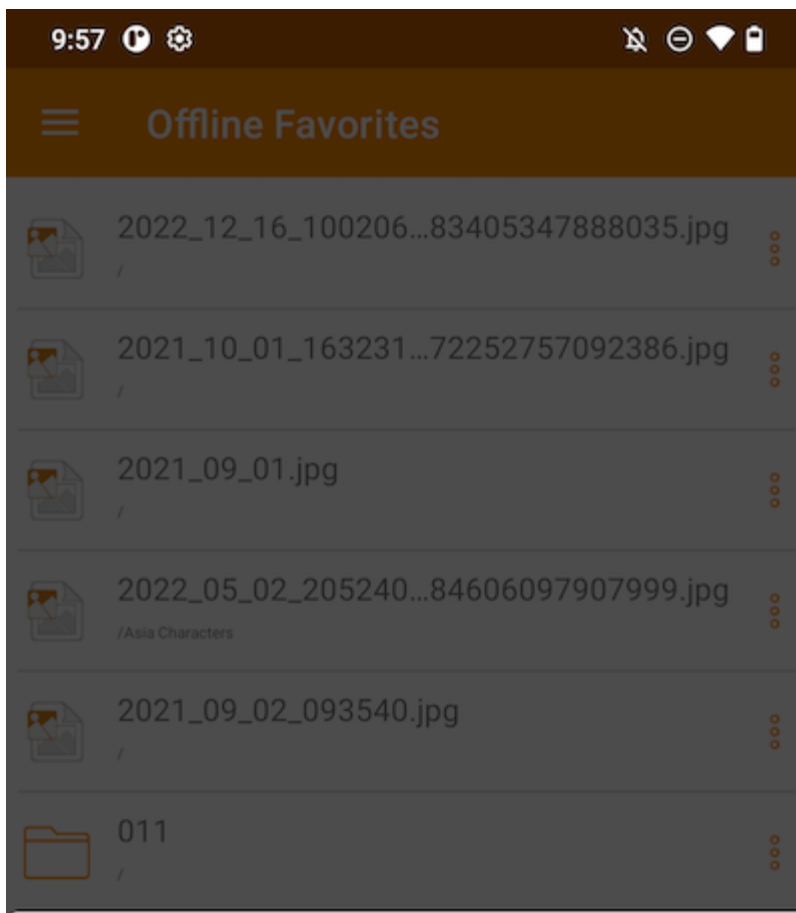 9:57
Offline Favorites
2022_12_16_100206...83405347888035.jpg
/
2021_10_01_163231...72252757092386.jpg
/
2021_09_01.jpg
/
2022_05_02_205240...84606097907999.jpg
/Asia Characters
2021_09_02_093540.jpg
/
011
/